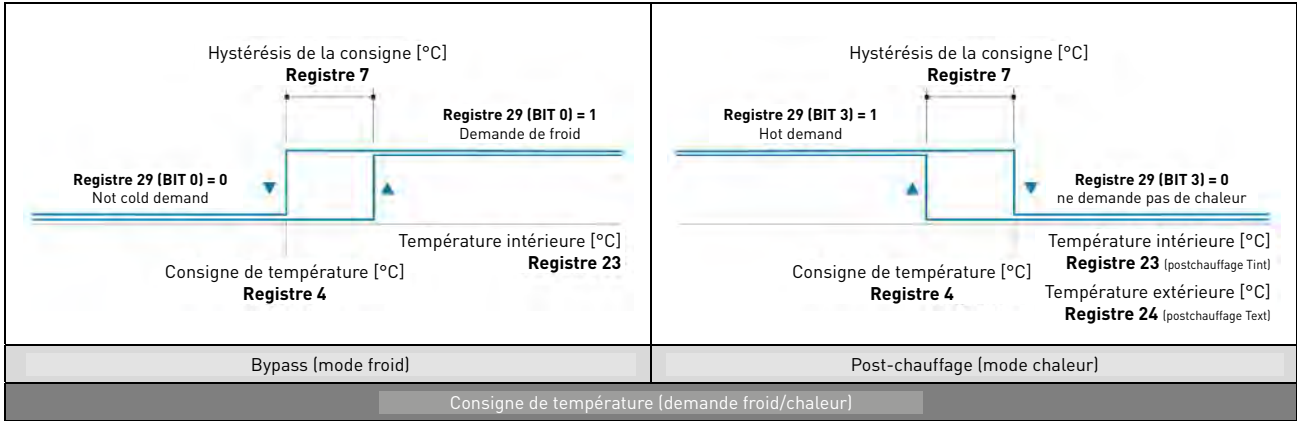 Hystérésis de la consigne [°C]
Registre 7
Registre 29 (BIT 0) = 1
Demande de froid
Registre 29 (BIT 0) = 0
Not cold demand
Température intérieure [°C]
Registre 23
Consigne de température [°C]
Registre 4
Hystérésis de la consigne [°C]
Registre 7
Registre 29 (BIT 3) = 1
Hot demand
Registre 29 (BIT 3) = 0
ne demande pas de chaleur
Température intérieure [°C]
Registre 23 (postchauffage Tint)
Consigne de température [°C]
Registre 4
Température extérieure [°C]
Registre 24 (postchauffage Text)
Bypass (mode froid)
Post-chauffage (mode chaleur)
Consigne de température (demande froid/chaleur)